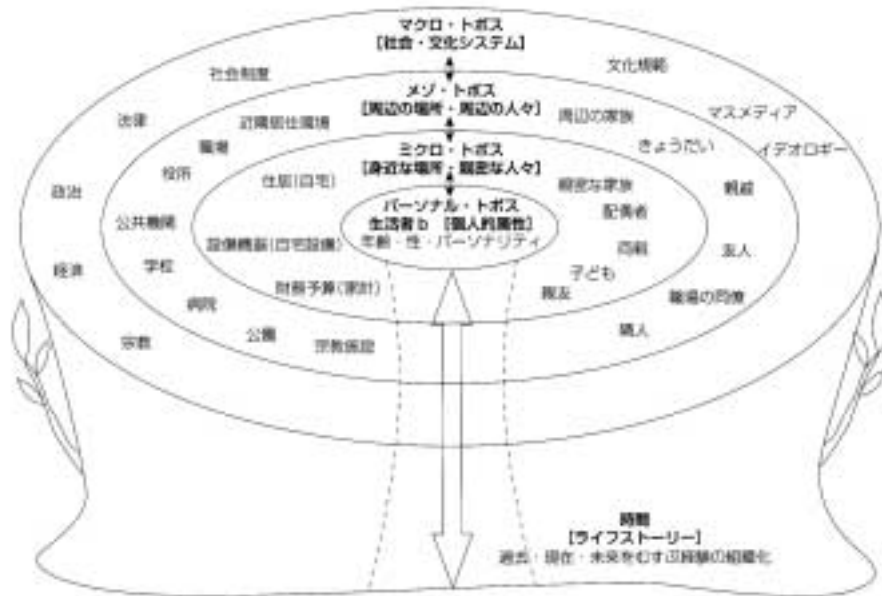 マクロ・トポス
[社会・文化システム]
社会制度
文化規範
メゾ・トポス
[周辺の場所・周辺の人々]
法律
近隣居住環境
周辺の家族
マスメディア
職場
きょうだい
イデオロギー
ミクロ・トポス
[身近な場所・親密な人々]
役所
住居(自宅)
親密な家族
政治
親戚
パーソナル・トポス
生活者b [個人的属性]
年齢・性・パーソナリティ
公共機関
配偶者
設備機器(自宅設備)
両親
友人
経済
学校
子ども
財務予算(家計)
親友
職場の同僚
病院
隣人
公園
宗教施設
宗教
時間
[ライフストーリー]
過去・現在・未来をむすぶ経験の組織化